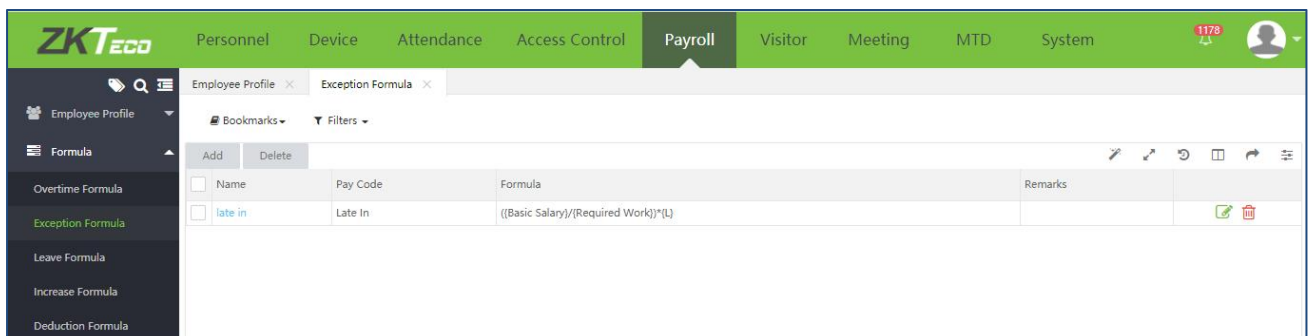 ZKTeco
Personnel Device Attendance Access Control Payroll Visitor Meeting MTD System 1178
Employee Profile Exception Formula
Employee Profile
Bookmarks Filters
Formula
Add Delete
Name Pay Code Formula Remarks
Overtime Formula
late in Late In ({Basic Salary}/{Required Work})*{L}
Exception Formula
Leave Formula
Increase Formula
Deduction Formula